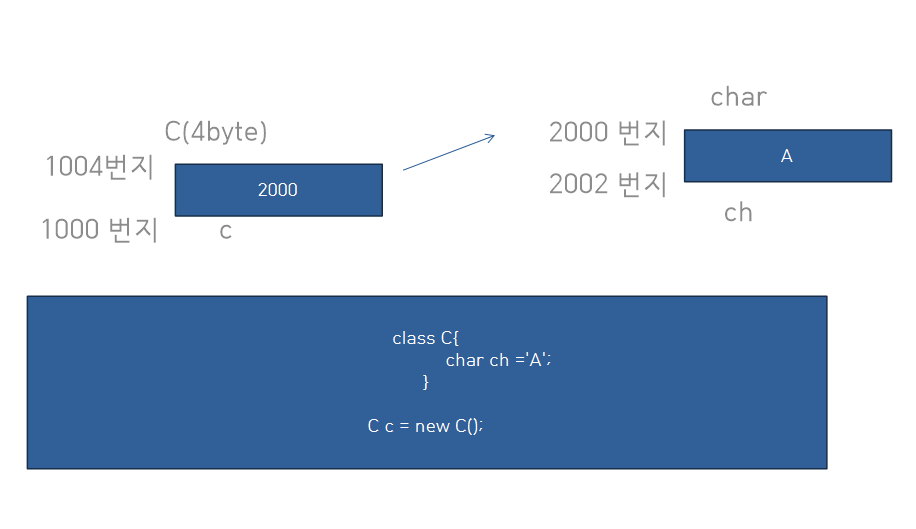 C(4byte)
1004번지
2000
1000 번지
c
char
2000 번지
A
2002 번지
ch
class C{
char ch ='A';
}
C c = new C();